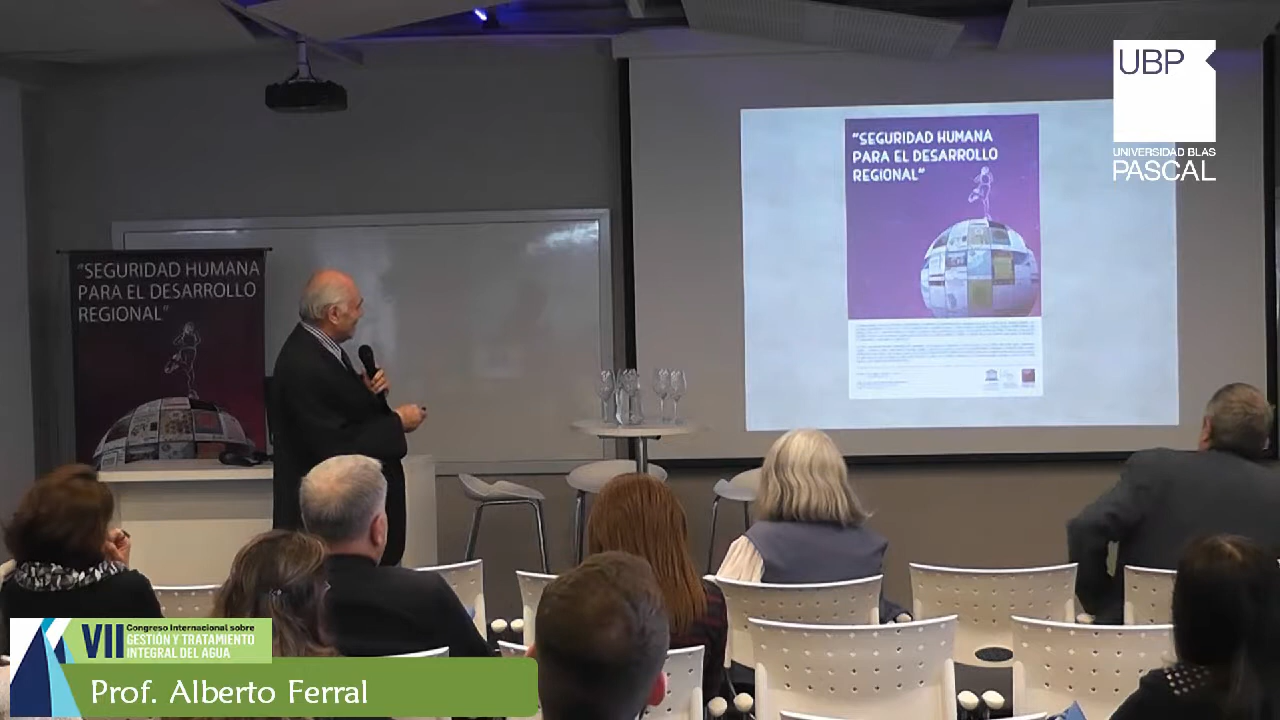 UBP
UNIVERSIDAD BLAS
PASCAL
"SEGURIDAD HUMANA
PARA EL DESARROLLO
REGIONAL"
"SEGURIDAD HUMANA
PARA EL DESARROLLO
REGIONAL"
VII
Congreso Internacional sobre
GESTIÓN Y TRATAMIENTO
INTEGRAL DEL AGUA
Prof. Alberto Ferral